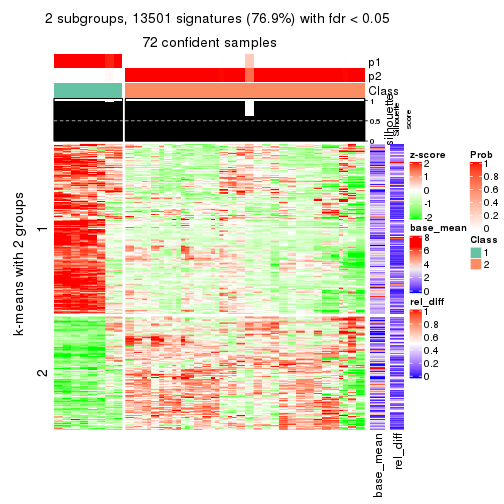 2 subgroups, 13501 signatures (76.9%) with fdr < 0.05
72 confident samples
p1
p2
Class
silhouette
Silhouette
score
1
0.5
0
k-means with 2 groups
1
2
base_mean
rel_diff
z-score
2
1
0
-1
-2
base_mean
8
6
4
2
0
rel_diff
1
0.8
0.6
0.4
0.2
0
Prob
1
0.8
0.6
0.4
0.2
0
Class
1
2